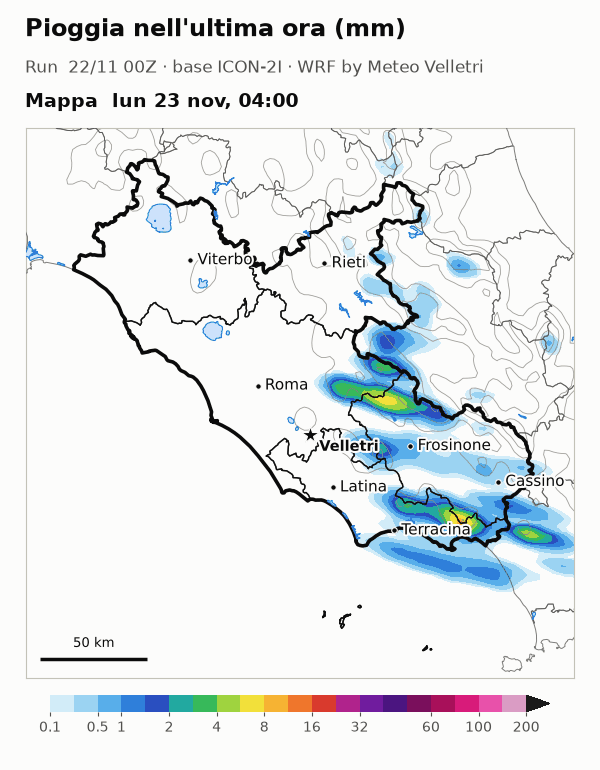 Pioggia nell'ultima ora (mm)
Run 22/11 00Z · base ICON-2I · WRF by Meteo Velletri
Mappa lun 23 nov, 04:00
Viterbo
Rieti
Roma
Velletri
Frosinone
Latina
Cassino
Terracina
50 km
0.1 0.5 1 2 4 8 16 32 60 100 200